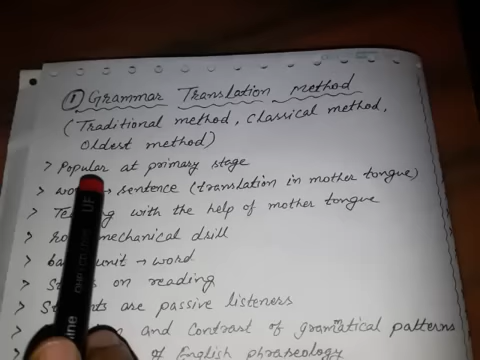 ① Grammar Translation Method
(Traditional method, Classical method,
Oldest method)
> Popular at primary stage
> → sentence (translation in mother tongue)
> with the help of mother tongue
> mechanical drill
> unit → word
> on reading
> are passive listeners
> and Contrast of gramatical patterns
of English phraseology
UF